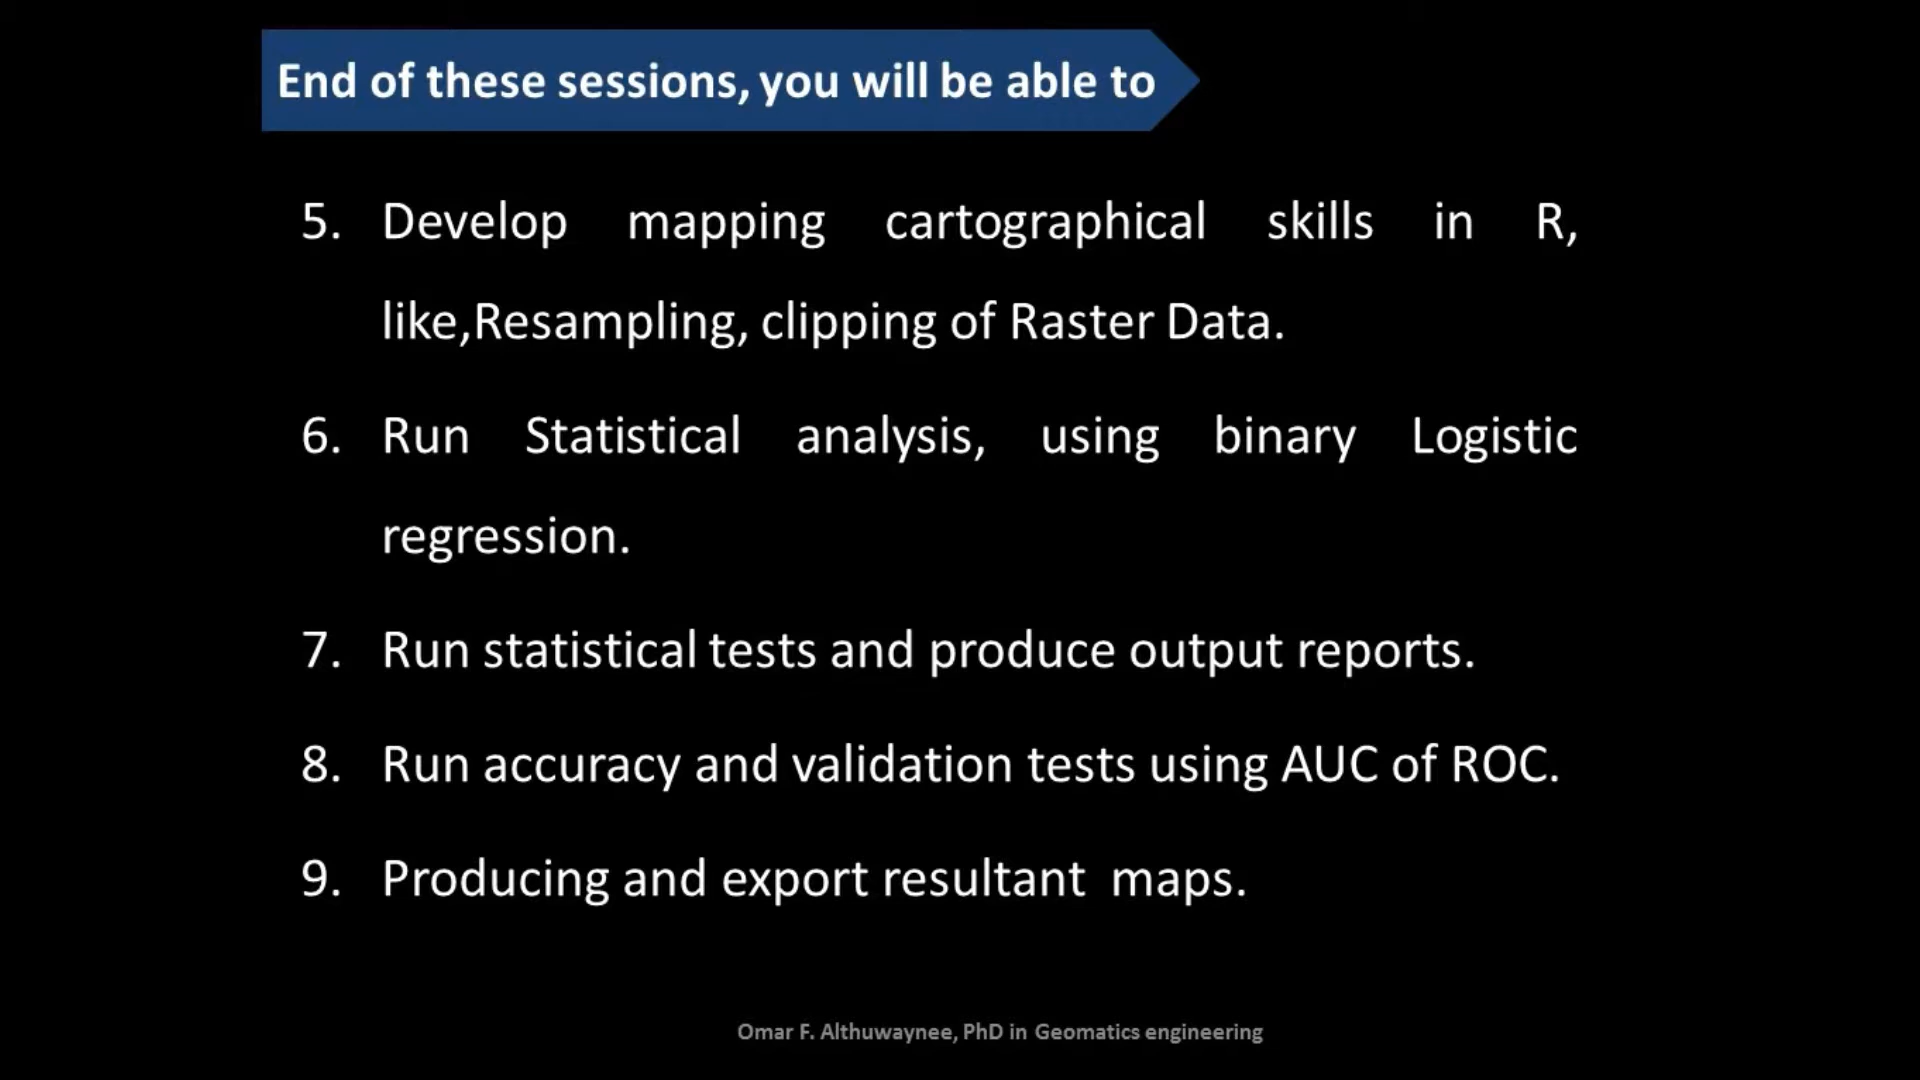 End of these sessions, you will be able to
5. Develop mapping cartographical skills in R,
like,Resampling, clipping of Raster Data.
6. Run Statistical analysis, using binary Logistic
regression.
7. Run statistical tests and produce output reports.
8. Run accuracy and validation tests using AUC of ROC.
9. Producing and export resultant maps.
Omar F. Althuwaynee, PhD in Geomatics engineering